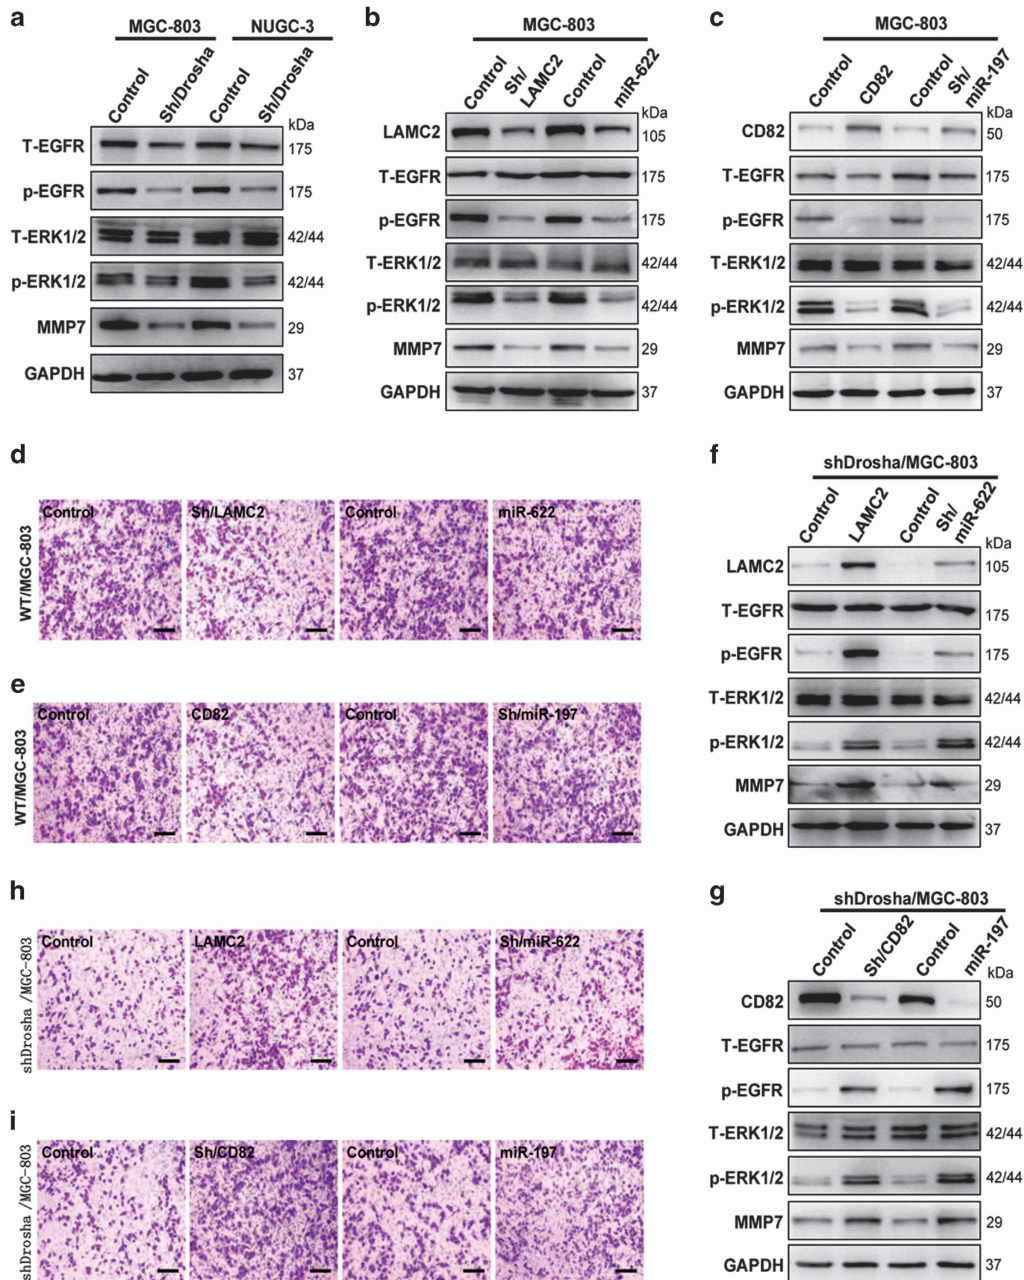 a
MGC-803 NUGC-3
Control Sh/Drosha Control Sh/Drosha
kDa
T-EGFR 175
p-EGFR 175
T-ERK1/2 42/44
p-ERK1/2 42/44
MMP7 29
GAPDH 37
b
MGC-803
Control Sh/ LAMC2 Control miR-622
kDa
LAMC2 105
T-EGFR 175
p-EGFR 175
T-ERK1/2 42/44
p-ERK1/2 42/44
MMP7 29
GAPDH 37
c
MGC-803
Control CD82 Control Sh/ miR-197
kDa
CD82 50
T-EGFR 175
p-EGFR 175
T-ERK1/2 42/44
p-ERK1/2 42/44
MMP7 29
GAPDH 37
d
WT/MGC-803
Control Sh/LAMC2 Control miR-622
e
WT/MGC-803
Control CD82 Control Sh/miR-197
f
shDrosha/MGC-803
Control LAMC2 Control Sh/ miR-622
kDa
LAMC2 105
T-EGFR 175
p-EGFR 175
T-ERK1/2 42/44
p-ERK1/2 42/44
MMP7 29
GAPDH 37
h
shDrosha /MGC-803
Control LAMC2 Control Sh/miR-622
g
shDrosha/MGC-803
Control Sh/CD82 Control miR-197
kDa
CD82 50
T-EGFR 175
p-EGFR 175
T-ERK1/2 42/44
p-ERK1/2 42/44
MMP7 29
GAPDH 37
i
shDrosha /MGC-803
Control Sh/CD82 Control miR-197